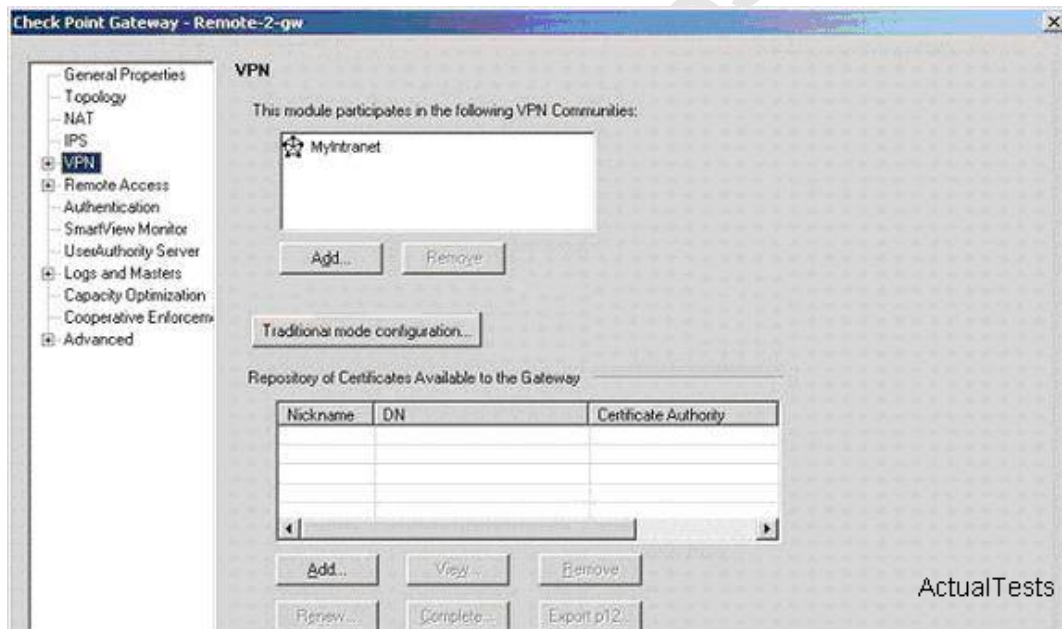 Check Point Gateway - Remote-2-gw
General Properties
Topology
NAT
IPS
VPN
Remote Access
Authentication
SmartView Monitor
UserAuthority Server
Logs and Masters
Capacity Optimization
Cooperative Enforcem
Advanced
VPN
This module participates in the following VPN Communities:
MyIntranet
Add... Remove
Traditional mode configuration...
Repository of Certificates Available to the Gateway
Nickname DN Certificate Authority
Add... View... Remove
Renew... Complete... Export p12...
ActualTests